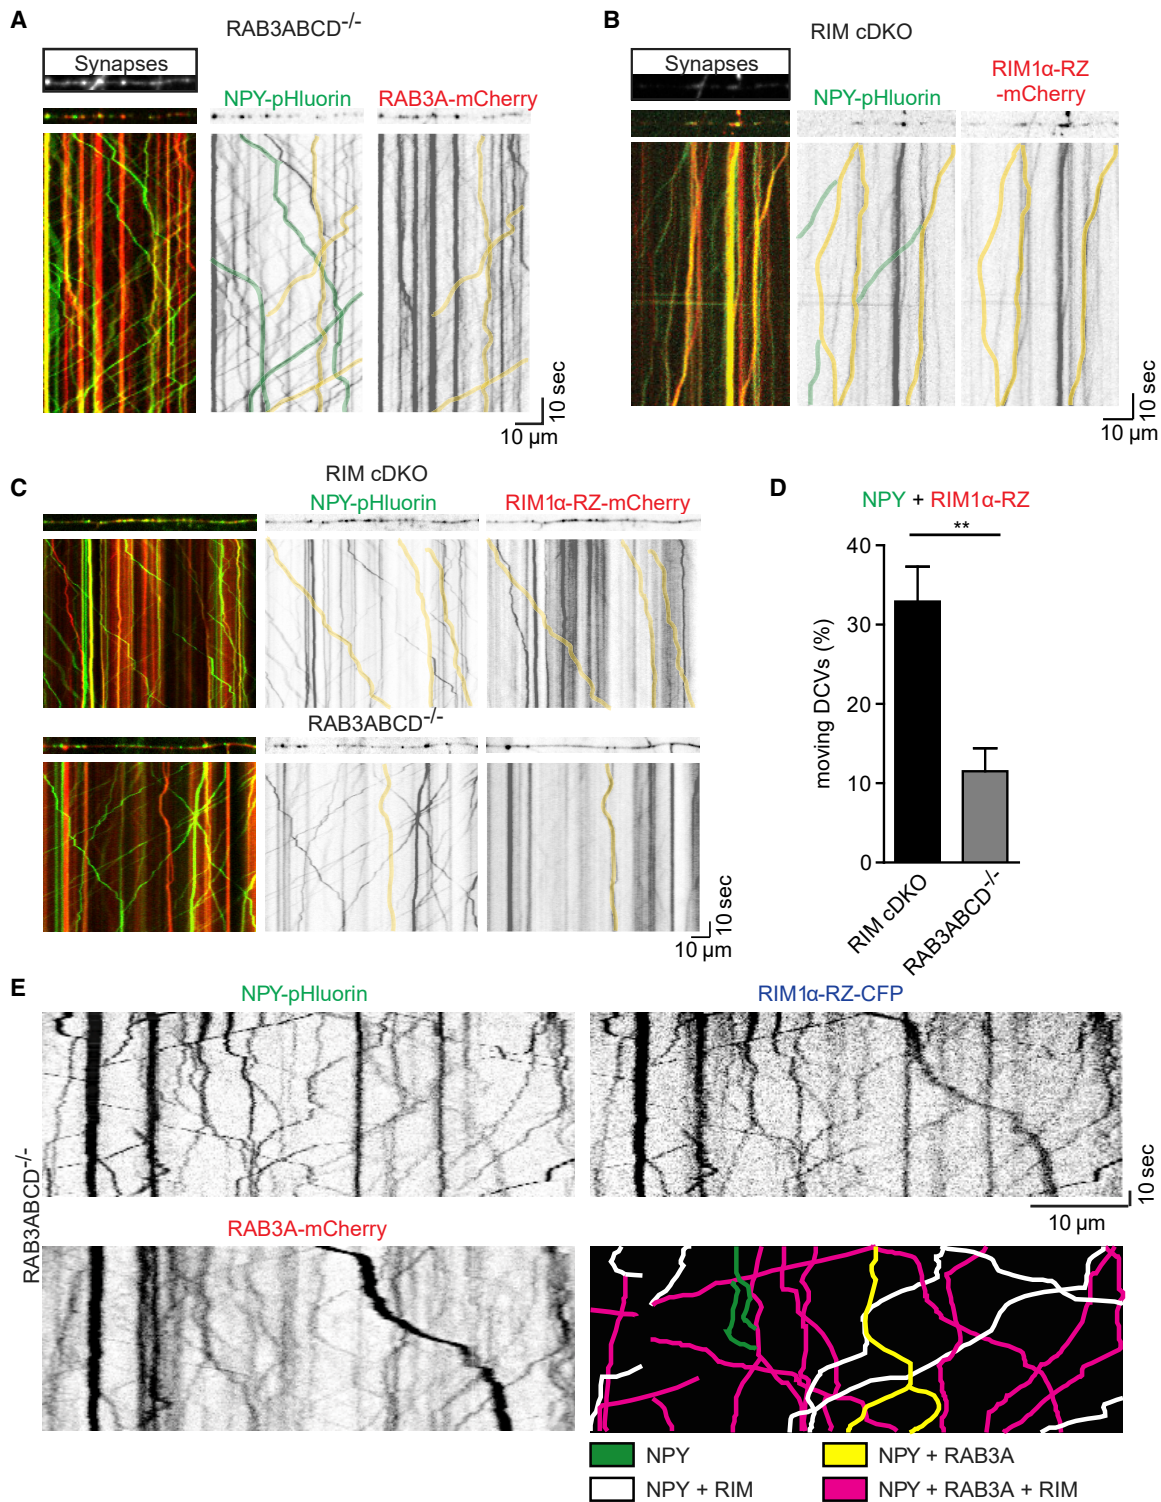 A
RAB3ABCD-/-
Synapses
NPY-pHluorin
RAB3A-mCherry
10 sec
10 µm
B
RIM cDKO
Synapses
NPY-pHluorin
RIM1α-RZ
-mCherry
10 sec
10 µm
C
RIM cDKO
NPY-pHluorin
RIM1α-RZ-mCherry
RAB3ABCD-/-
10 sec
10 µm
D
NPY + RIM1α-RZ
**
moving DCVs (%)
40
30
20
10
0
RIM cDKO
RAB3ABCD-/-
E
NPY-pHluorin
RIM1α-RZ-CFP
RAB3ABCD-/-
10 sec
10 µm
RAB3A-mCherry
NPY
NPY + RAB3A
NPY + RIM
NPY + RAB3A + RIM